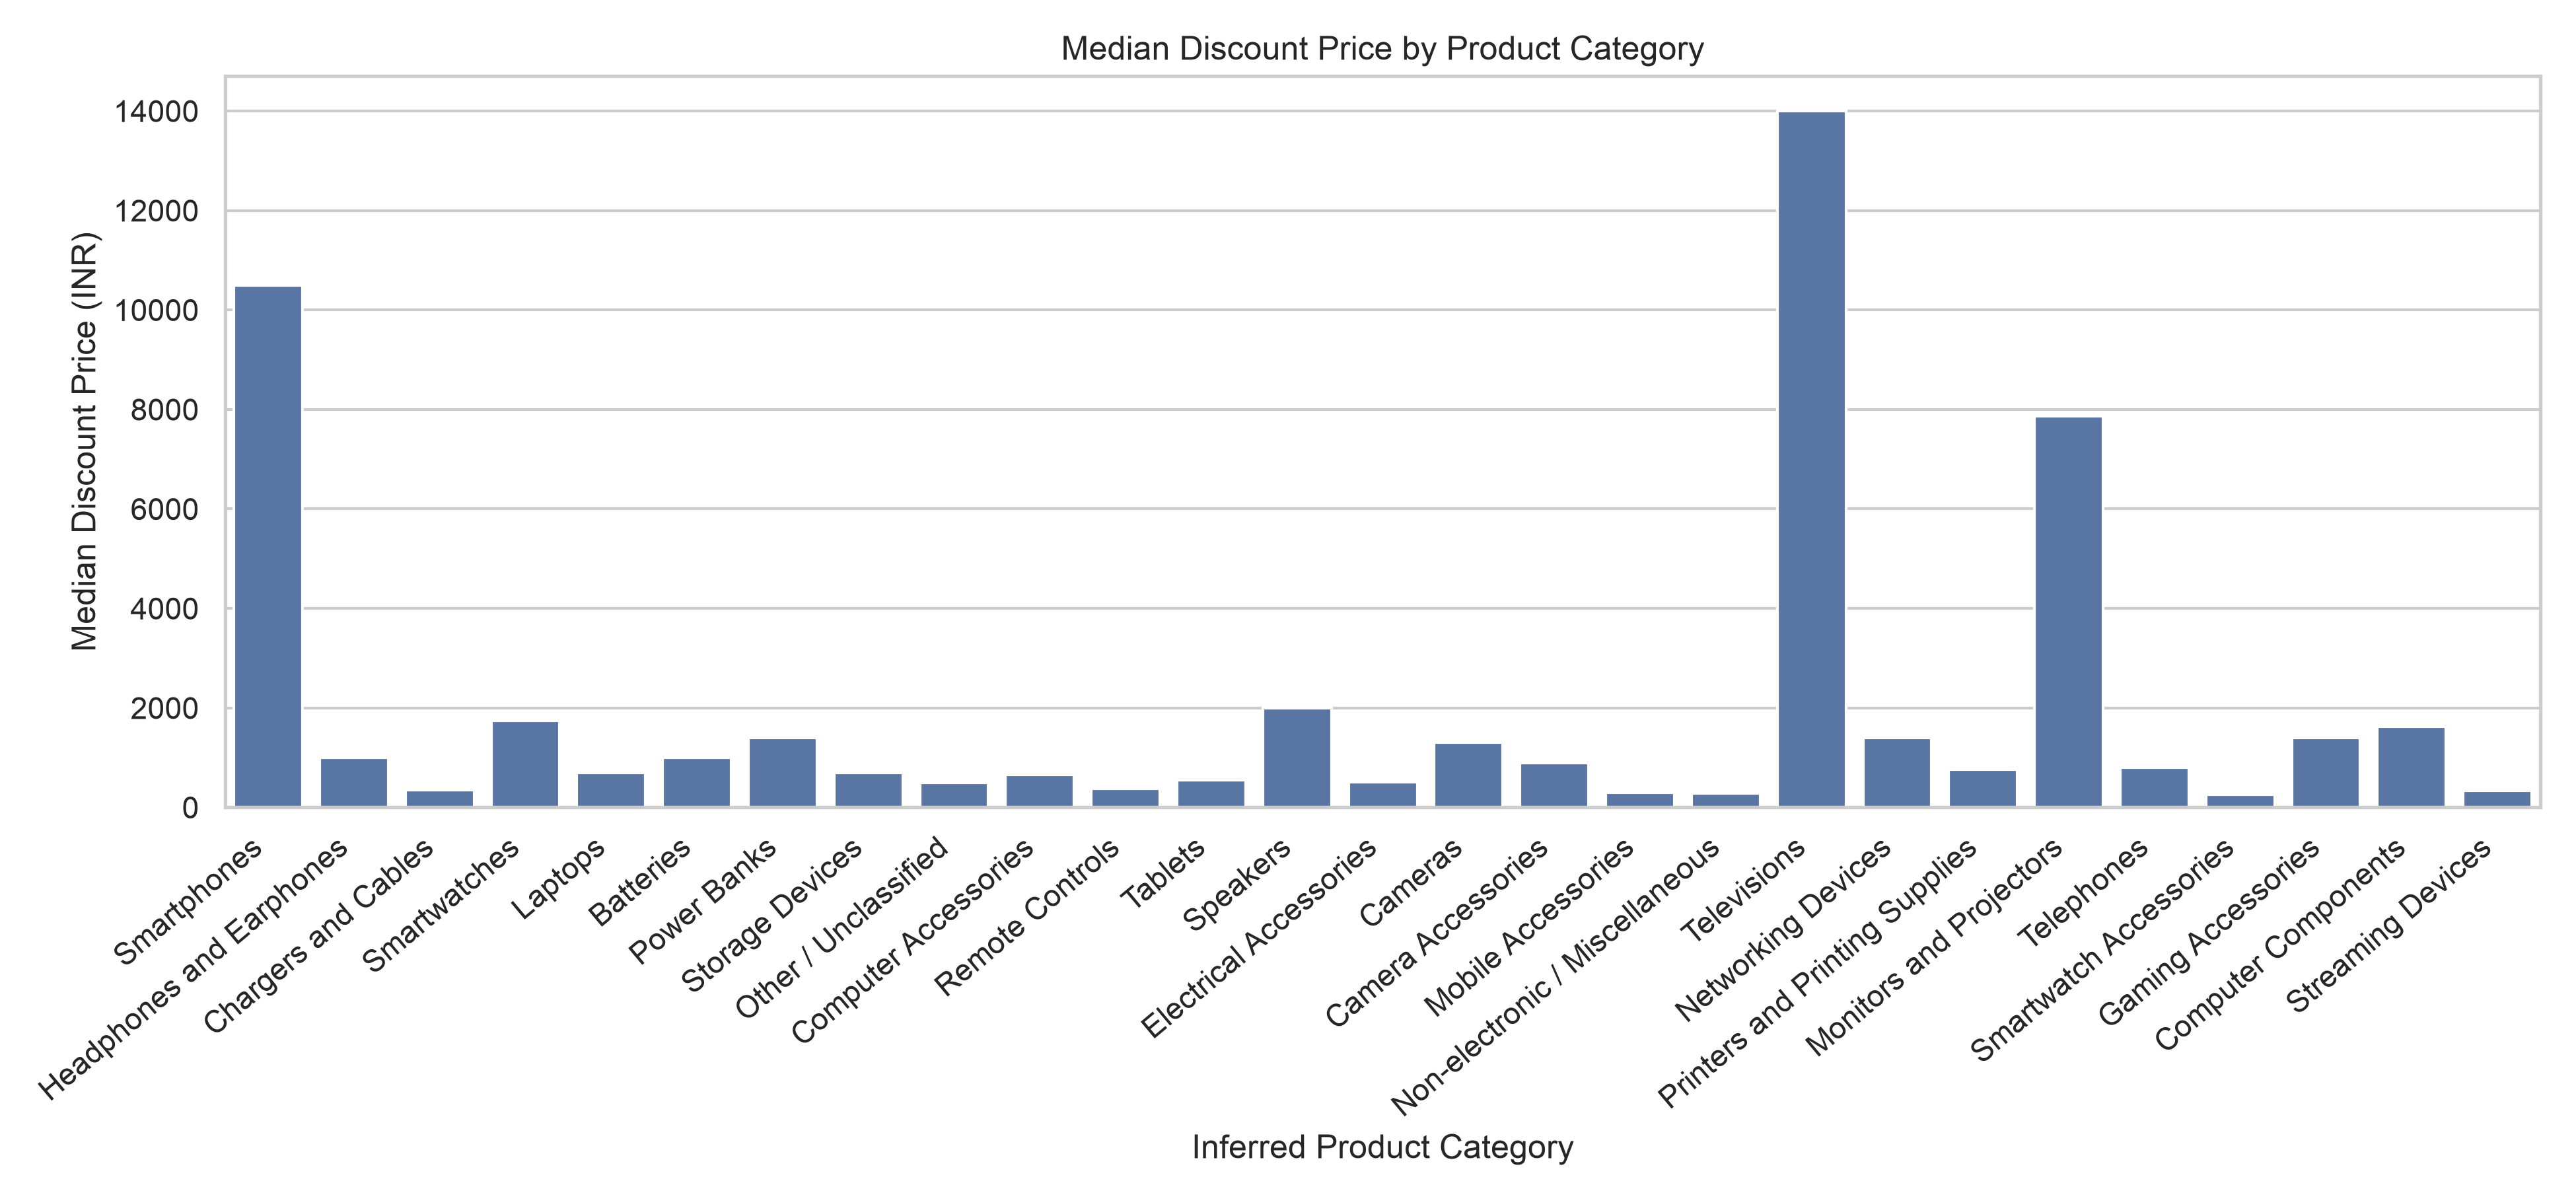 Median Discount Price by Product Category
Median Discount Price (INR)
14000
12000
10000
8000
6000
4000
2000
0
Smartphones
Headphones and Earphones
Chargers and Cables
Smartwatches
Laptops
Batteries
Power Banks
Storage Devices
Other / Unclassified
Computer Accessories
Remote Controls
Tablets
Speakers
Electrical Accessories
Cameras
Camera Accessories
Mobile Accessories
Non-electronic / Miscellaneous
Televisions
Networking Devices
Printers and Printing Supplies
Monitors and Projectors
Telephones
Smartwatch Accessories
Gaming Accessories
Computer Components
Streaming Devices
Inferred Product Category